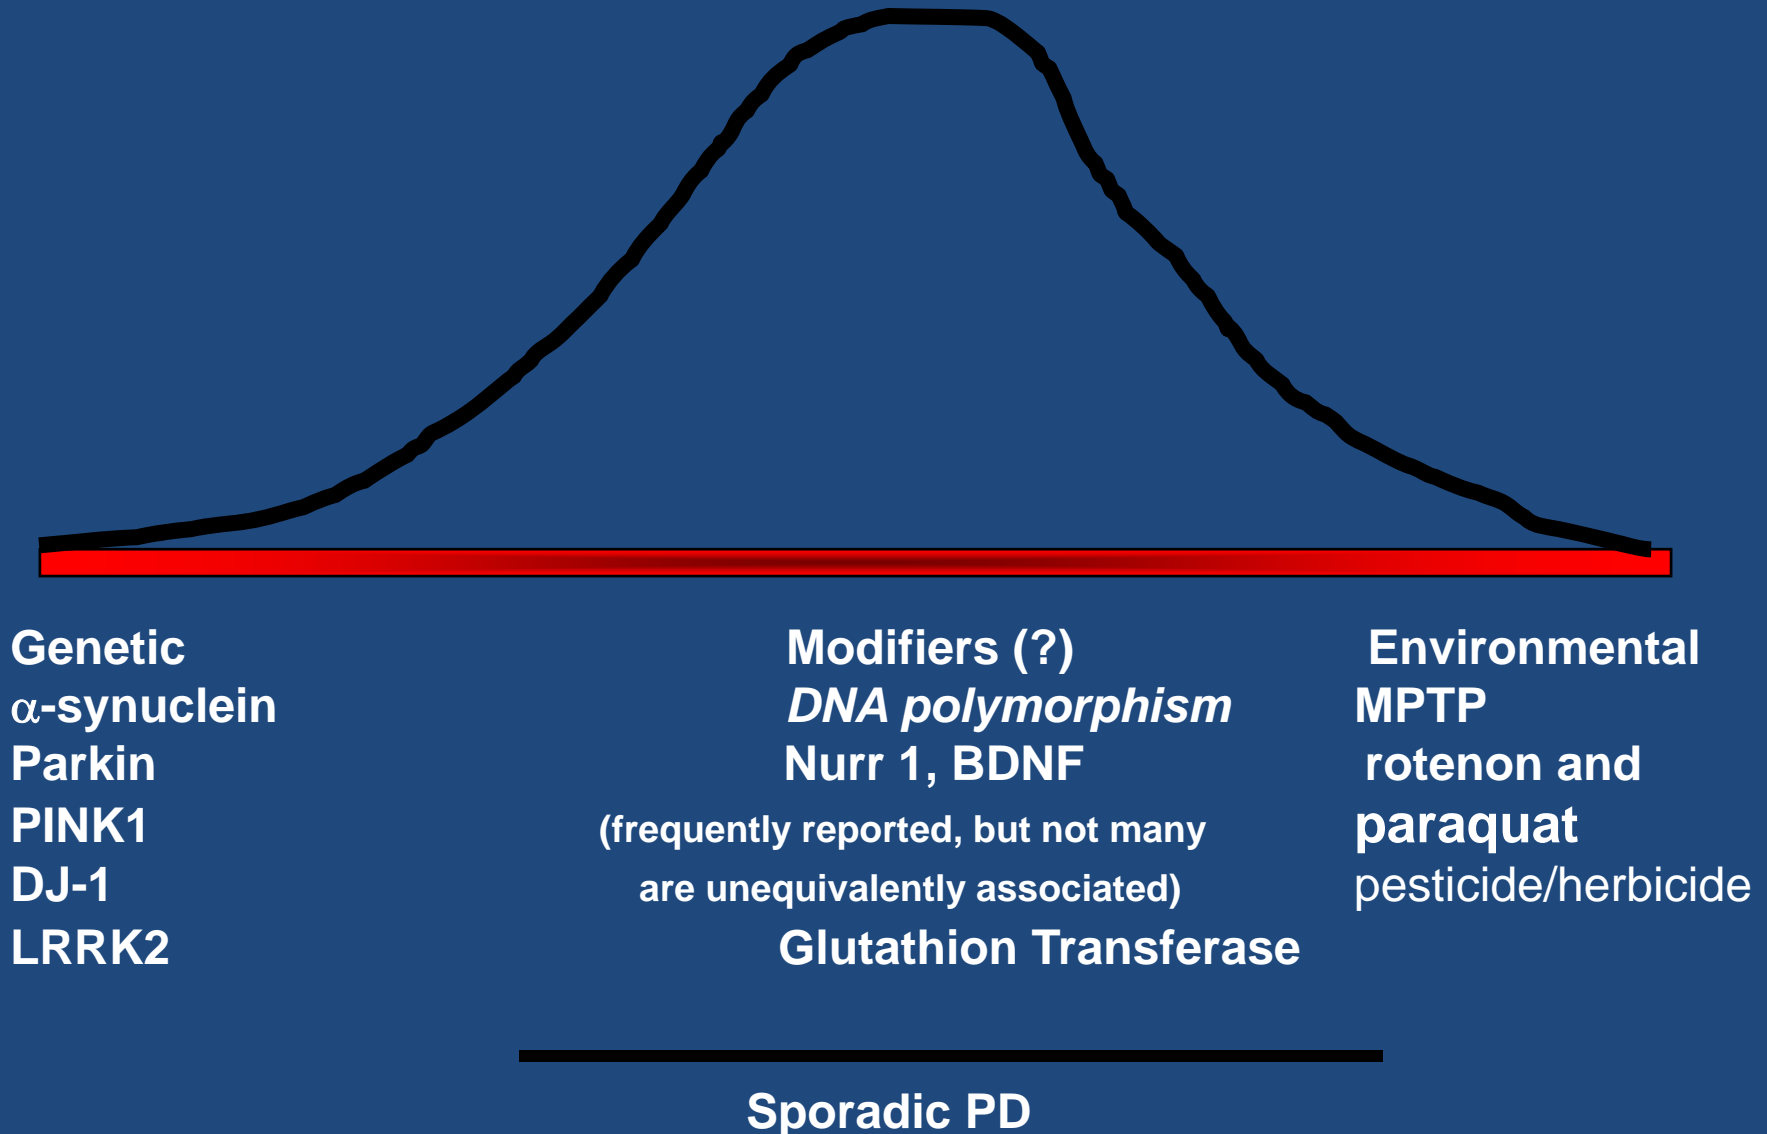 Genetic
α-synuclein
Parkin
PINK1
DJ-1
LRRK2
Modifiers (?)
DNA polymorphism
Nurr 1, BDNF
(frequently reported, but not many
are unequivalently associated)
Glutathion Transferase
Environmental
MPTP
rotenon and
paraquat
pesticide/herbicide
Sporadic PD